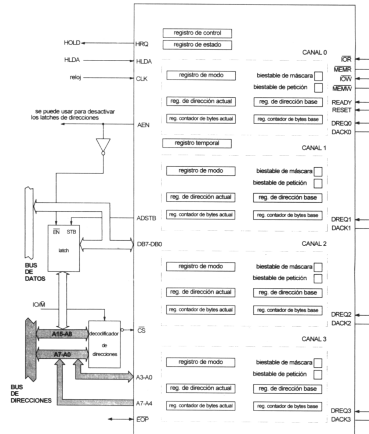 registro de control
registro de estado
HOLD
HRQ
HLDA
HLDA
reloj
CLK
CANAL 0
registro de modo
biestable de máscara
biestable de petición
reg. de dirección actual
reg. de dirección base
reg. contador de bytes actual
reg. contador de bytes base
IOR
MEMR
IOW
MEMW
READY
RESET
DREQ0
DACK0
se puede usar para desactivar
los latches de direcciones
AEN
registro temporal
CANAL 1
registro de modo
biestable de máscara
biestable de petición
reg. de dirección actual
reg. de dirección base
reg. contador de bytes actual
reg. contador de bytes base
DREQ1
DACK1
ADSTB
EN STB
latch
DB7-DB0
BUS
DE
DATOS
CANAL 2
registro de modo
biestable de máscara
biestable de petición
reg. de dirección actual
reg. de dirección base
reg. contador de bytes actual
reg. contador de bytes base
DREQ2
DACK2
IO/M
A15-A8
A7-A0
decodificador
de
direcciones
CS
CANAL 3
registro de modo
biestable de máscara
biestable de petición
reg. de dirección actual
reg. de dirección base
reg. contador de bytes actual
reg. contador de bytes base
DREQ3
DACK3
A3-A0
A7-A4
BUS
DE
DIRECCIONES
EOP